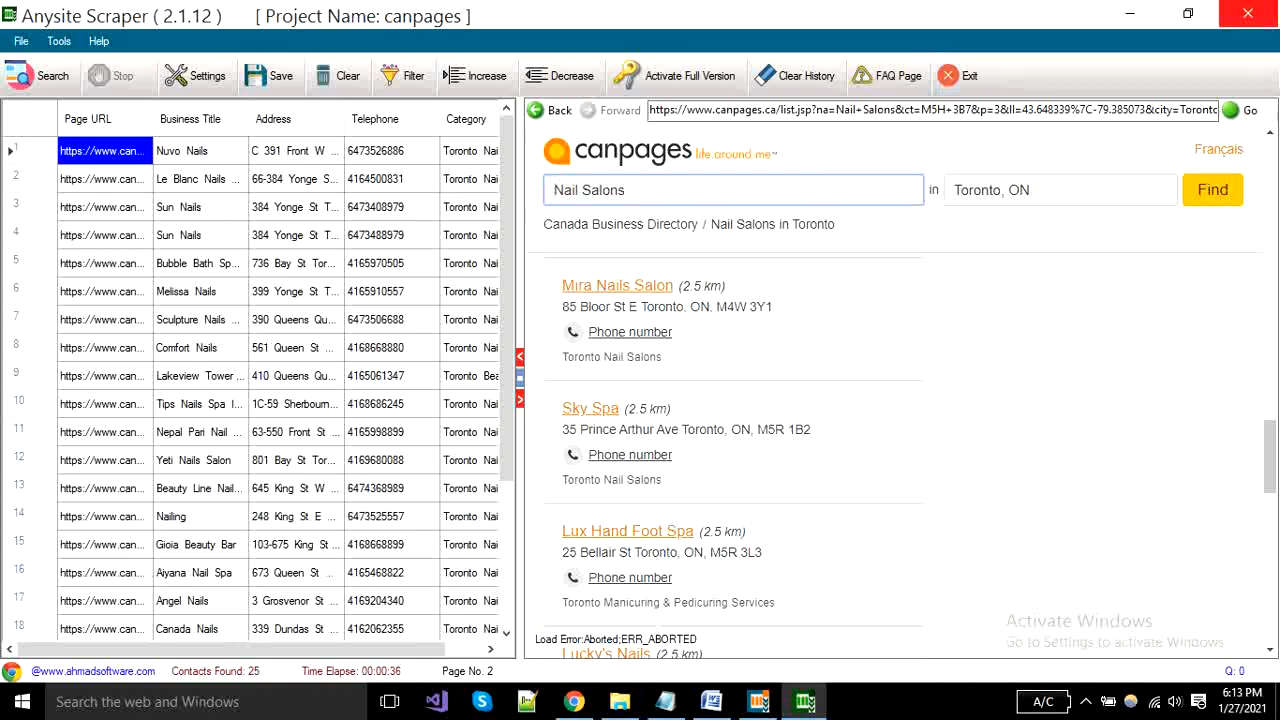 Anysite Scraper ( 2.1.12 ) [ Project Name: canpages ]
File Tools Help
Search Stop Settings Save Clear Filter Increase Decrease Activate Full Version Clear History FAQ Page Exit
Page URL Business Title Address Telephone Category
1 https://www.can... Nuvo Nails C 391 Front W ... 6473526886 Toronto Nai
2 https://www.can... Le Blanc Nails ... 66-384 Yonge S... 4164500831 Toronto Nai
3 https://www.can... Sun Nails 384 Yonge St T... 6473408979 Toronto Nai
4 https://www.can... Sun Nails 384 Yonge St T... 6473488979 Toronto Nai
5 https://www.can... Bubble Bath Sp... 736 Bay St Tor... 4165970505 Toronto Nai
6 https://www.can... Melissa Nails 399 Yonge St T... 4165910557 Toronto Nai
7 https://www.can... Sculpture Nails ... 390 Queens Qu... 6473506688 Toronto Nai
8 https://www.can... Comfort Nails 561 Queen St ... 4168668880 Toronto Nai
9 https://www.can... Lakeview Tower ... 410 Queens Qu... 4165061347 Toronto Bea
10 https://www.can... Tips Nails Spa I... 1C-59 Sherbourn... 4168686245 Toronto Nai
11 https://www.can... Nepal Pari Nail ... 63-550 Front St ... 4165998899 Toronto Nai
12 https://www.can... Yeti Nails Salon 801 Bay St Tor... 4169680088 Toronto Nai
13 https://www.can... Beauty Line Nail... 645 King St W ... 6474368989 Toronto Nai
14 https://www.can... Nailing 248 King St E ... 6473525557 Toronto Nai
15 https://www.can... Gioia Beauty Bar 103-675 King St... 4168668899 Toronto Nai
16 https://www.can... Aiyana Nail Spa 673 Queen St ... 4165468822 Toronto Nai
17 https://www.can... Angel Nails 3 Grosvenor St ... 4169204340 Toronto Nai
18 https://www.can... Canada Nails 339 Dundas St ... 4162062355 Toronto Nai
Back Forward https://www.canpages.ca/list.jsp?na=Nail+Salons&ct=M5H+3B7&p=3&ll=43.648339%7C-79.385073&city=Toronto Go
canpages life.around me™ Français
Nail Salons in Toronto, ON Find
Canada Business Directory / Nail Salons in Toronto
Mira Nails Salon (2.5 km)
85 Bloor St E Toronto, ON, M4W 3Y1
Phone number
Toronto Nail Salons
Sky Spa (2.5 km)
35 Prince Arthur Ave Toronto, ON, M5R 1B2
Phone number
Toronto Nail Salons
Lux Hand Foot Spa (2.5 km)
25 Bellair St Toronto, ON, M5R 3L3
Phone number
Toronto Manicuring & Pedicuring Services
Load Error:Aborted;ERR_ABORTED
Lucky's Nails (2.5 km)
Activate Windows
Go to Settings to activate Windows
@www.ahmadsoftware.com Contacts Found: 25 Time Elapse: 00:00:36 Page No. 2 Q: 0
Search the web and Windows A/C 6:13 PM
1/27/2021